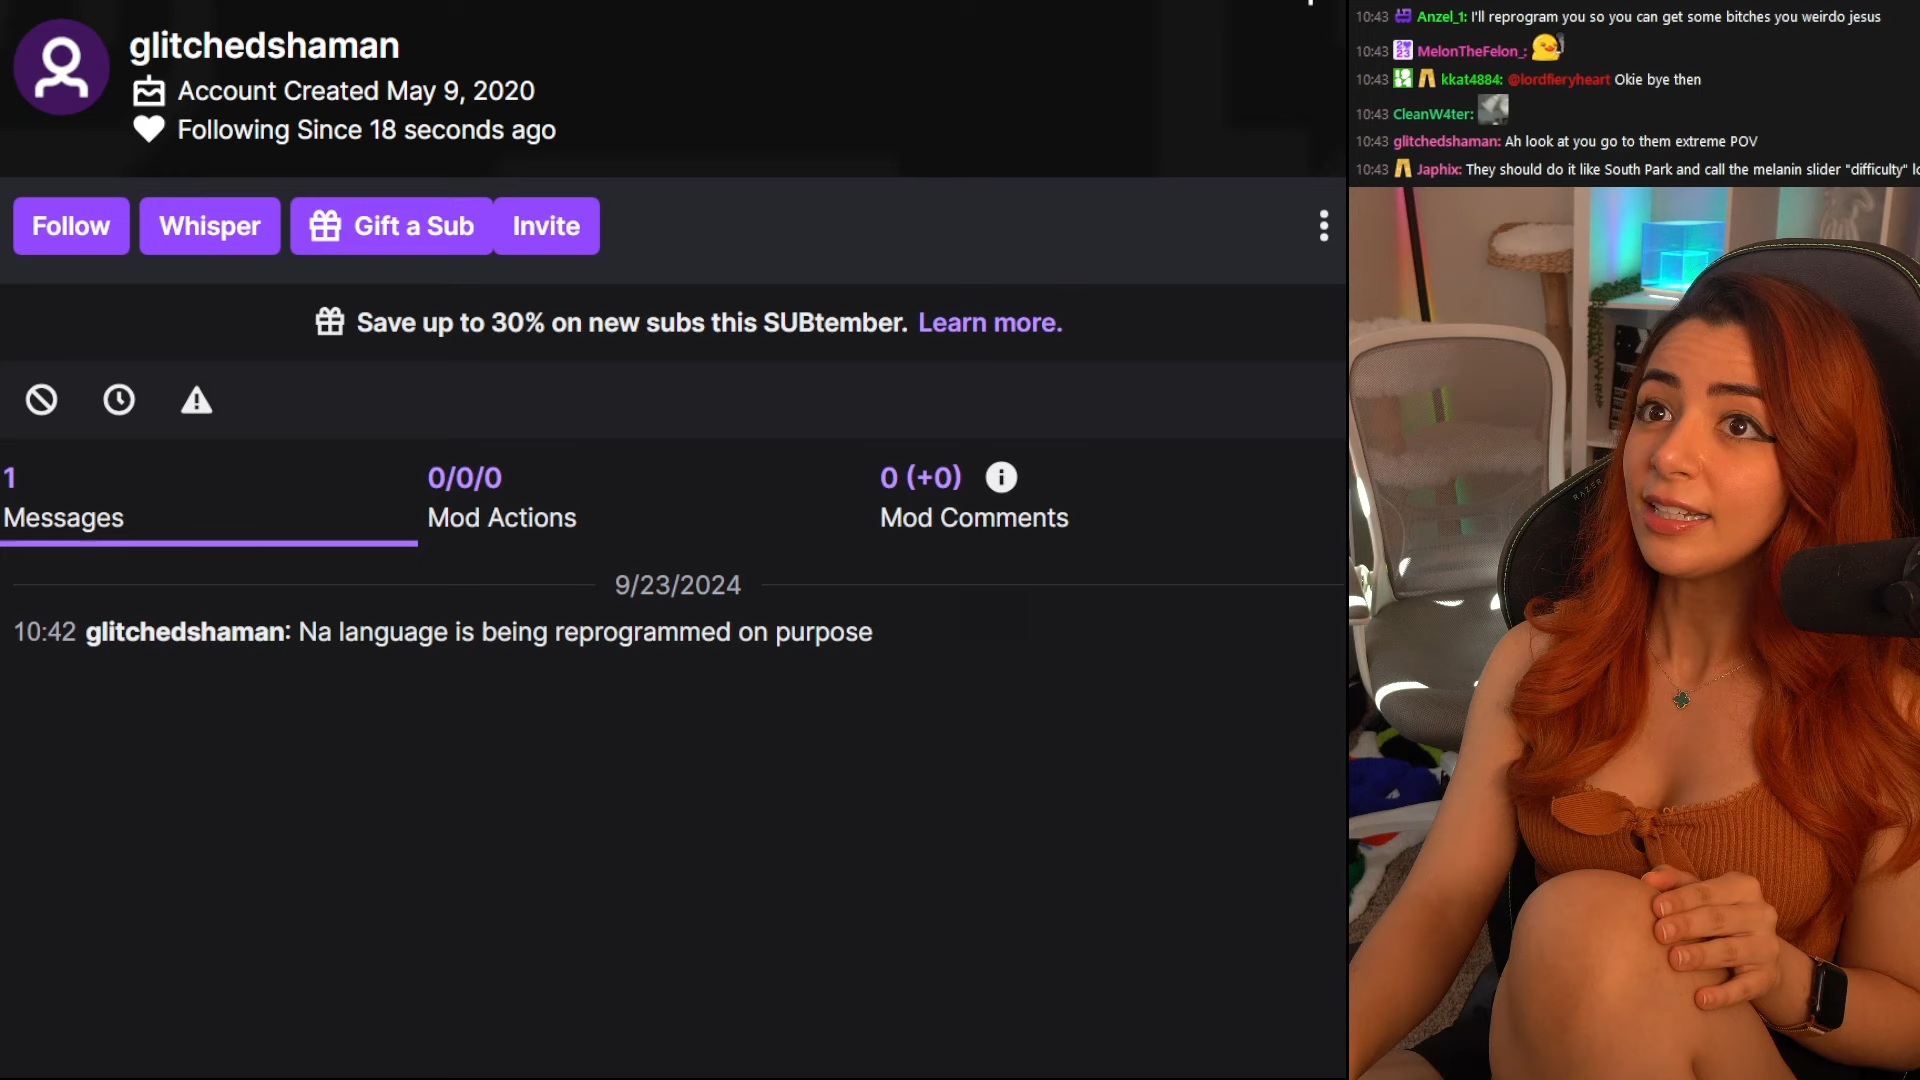 glitchedshaman
Account Created May 9, 2020
Following Since 18 seconds ago
Follow
Whisper
Gift a Sub
Invite
Save up to 30% on new subs this SUBtember. Learn more.
1
Messages
0/0/0
Mod Actions
0 (+0)
Mod Comments
9/23/2024
10:42 glitchedshaman: Na language is being reprogrammed on purpose
10:43 Anzel_1: I'll reprogram you so you can get some bitches you weirdo jesus
10:43 MelonTheFelon_:
10:43 kkat4884: @lordfieryheart Okie bye then
10:43 CleanW4ter:
10:43 glitchedshaman: Ah look at you go to them extreme POV
10:43 Japhix: They should do it like South Park and call the melanin slider "difficulty"
RAZER